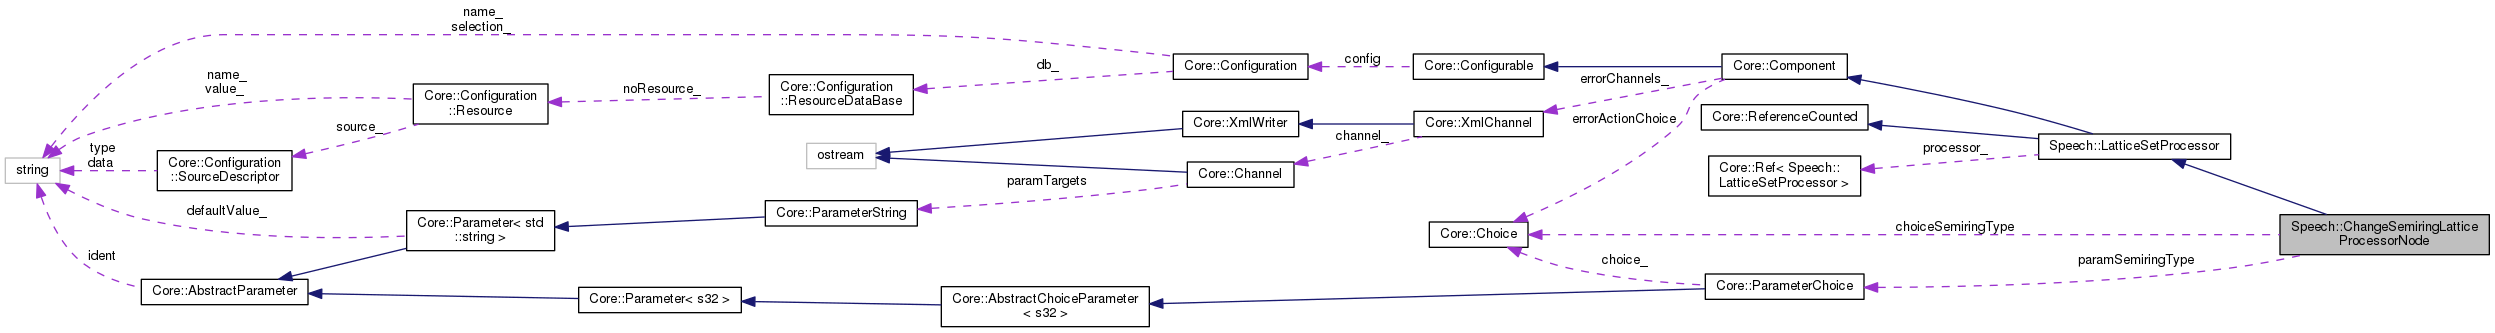 name_
selection_
name_
value_
type
data
string
ident
defaultValue_
source_
Core::Configuration
::SourceDescriptor
Core::AbstractParameter
Core::Configuration
::Resource
Core::Parameter< std
::string >
Core::Parameter< s32 >
noResource_
Core::Configuration
::ResourceDataBase
ostream
Core::ParameterString
Core::AbstractChoiceParameter
< s32 >
db_
paramTargets
Core::Configuration
Core::XmlWriter
Core::Channel
config
channel_
Core::Configurable
Core::XmlChannel
Core::Choice
errorChannels_
errorActionChoice
choice_
Core::Component
Core::ReferenceCounted
Core::Ref< Speech::
LatticeSetProcessor >
Core::ParameterChoice
processor_
choiceSemiringType
paramSemiringType
Speech::LatticeSetProcessor
Speech::ChangeSemiringLattice
ProcessorNode